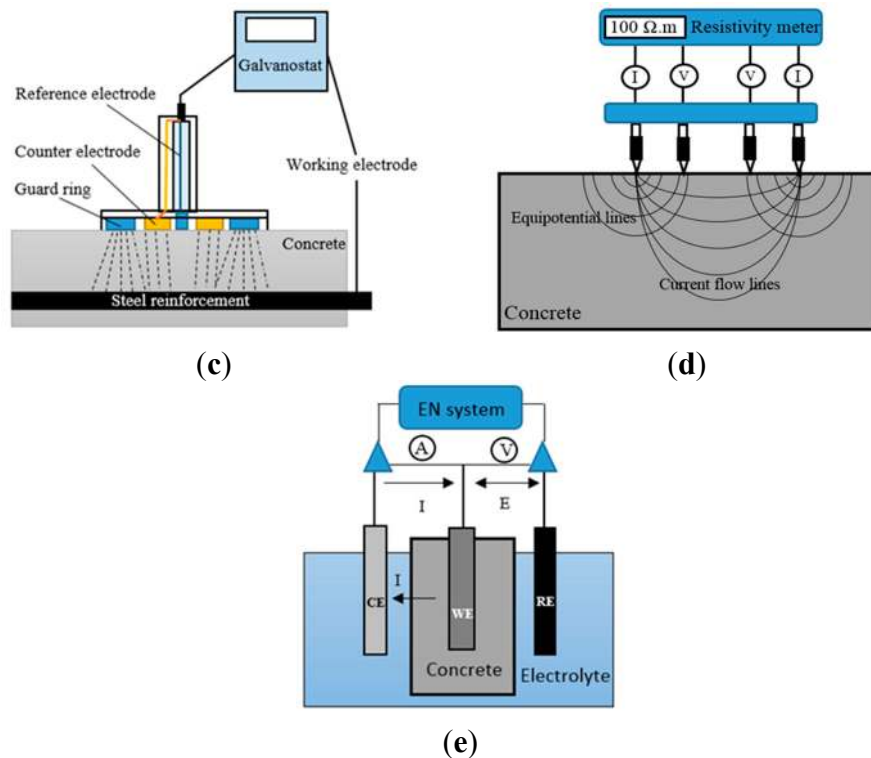 Galvanostat
Reference electrode
Counter electrode
Guard ring
Working electrode
Concrete
Steel reinforcement
(c)
100 Ω.m Resistivity meter
I V V I
Equipotential lines
Current flow lines
Concrete
(d)
EN system
A V
I E
I
CE WE RE
Concrete Electrolyte
(e)